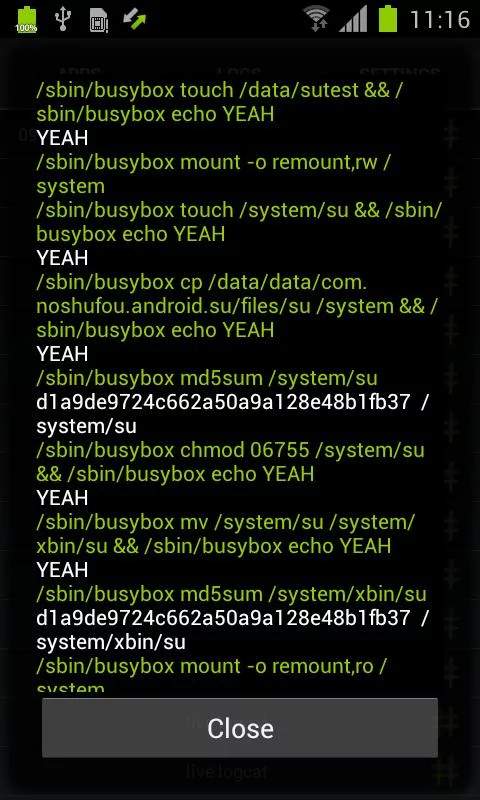 100%
11:16
APPS LOGS SETTINGS
/sbin/busybox touch /data/sutest && /
sbin/busybox echo YEAH
YEAH
/sbin/busybox mount -o remount,rw /
system
/sbin/busybox touch /system/su && /sbin/
busybox echo YEAH
YEAH
/sbin/busybox cp /data/data/com.
noshufou.android.su/files/su /system && /
sbin/busybox echo YEAH
YEAH
/sbin/busybox md5sum /system/su
d1a9de9724c662a50a9a128e48b1fb37 /
system/su
/sbin/busybox chmod 06755 /system/su
&& /sbin/busybox echo YEAH
YEAH
/sbin/busybox mv /system/su /system/
xbin/su && /sbin/busybox echo YEAH
YEAH
/sbin/busybox md5sum /system/xbin/su
d1a9de9724c662a50a9a128e48b1fb37 /
system/xbin/su
/sbin/busybox mount -o remount,ro /
system
Close
live logcat